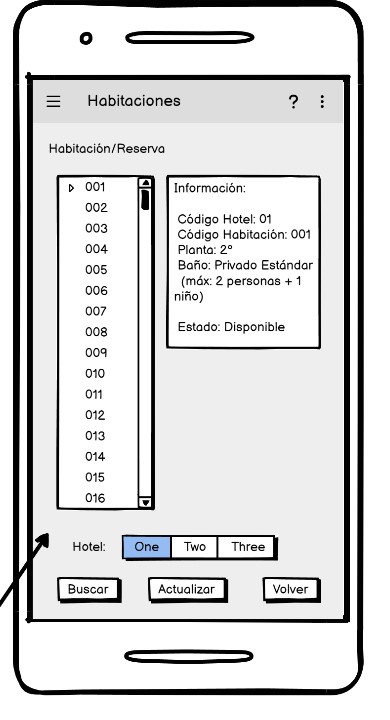 Habitaciones ?
Habitación/Reserva
001
002
003
004
005
006
007
008
009
010
011
012
013
014
015
016
Información:
Código Hotel: 01
Código Habitación: 001
Planta: 2°
Baño: Privado Estándar
(máx: 2 personas + 1
niño)
Estado: Disponible
Hotel: One Two Three
Buscar Actualizar Volver